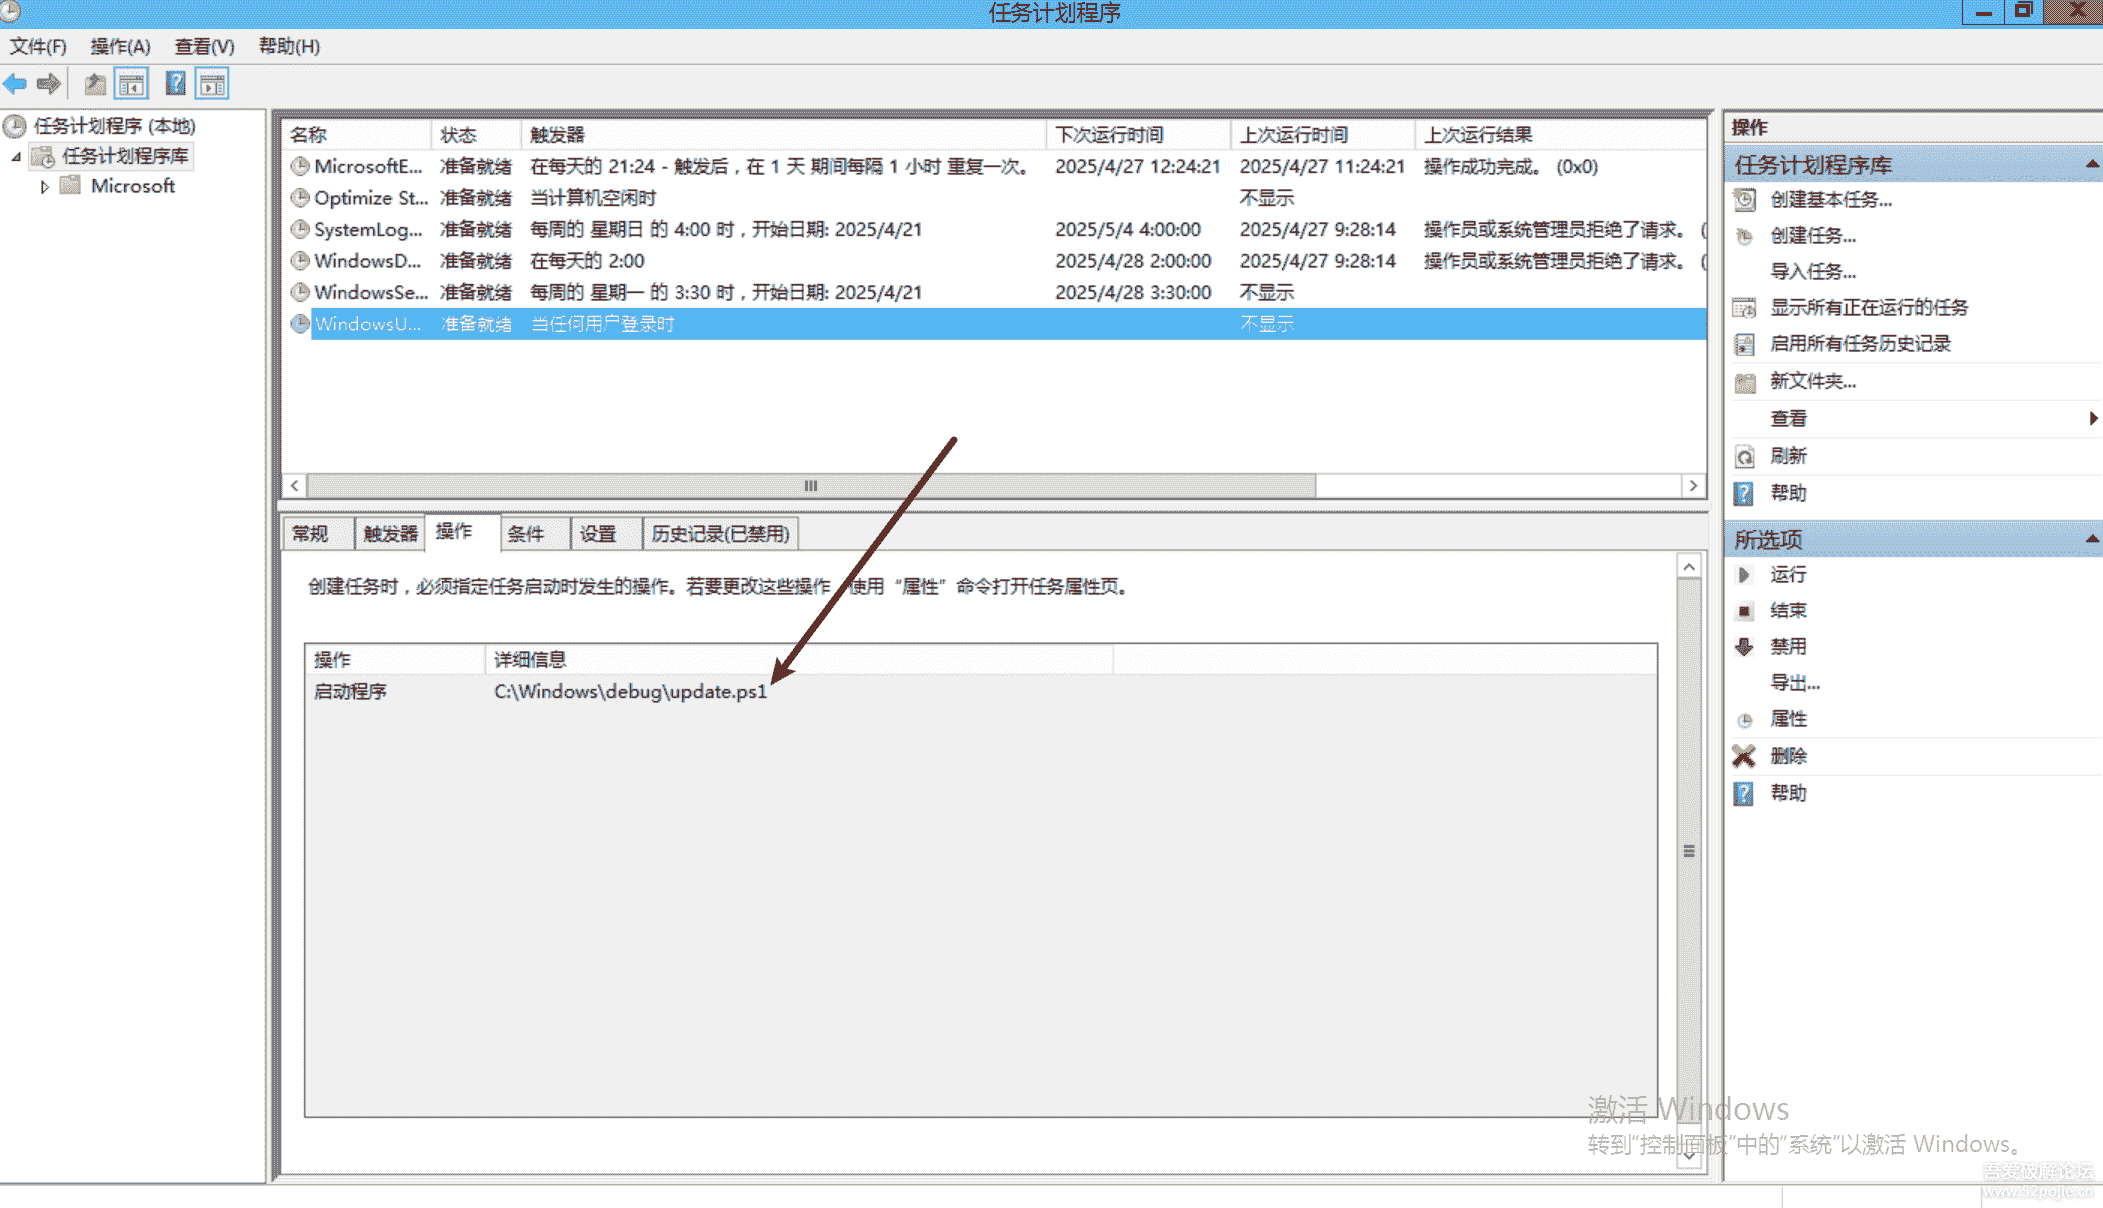 任务计划程序
文件(F) 操作(A) 查看(V) 帮助(H)
任务计划程序 (本地)
任务计划程序库
Microsoft
名称 状态 触发器 下次运行时间 上次运行时间 上次运行结果
MicrosoftE... 准备就绪 在每天的 21:24 - 触发后，在 1 天 期间每隔 1 小时 重复一次。 2025/4/27 12:24:21 2025/4/27 11:24:21 操作成功完成。 (0x0)
Optimize St... 准备就绪 当计算机空闲时 不显示
SystemLog... 准备就绪 每周的 星期日 的 4:00 时，开始日期: 2025/4/21 2025/5/4 4:00:00 2025/4/27 9:28:14 操作员或系统管理员拒绝了请求。 (
WindowsD... 准备就绪 在每天的 2:00 2025/4/28 2:00:00 2025/4/27 9:28:14 操作员或系统管理员拒绝了请求。 (
WindowsSe... 准备就绪 每周的 星期一 的 3:30 时，开始日期: 2025/4/21 2025/4/28 3:30:00 不显示
WindowsU... 准备就绪 当任何用户登录时 不显示
常规 触发器 操作 条件 设置 历史记录(已禁用)
创建任务时，必须指定任务启动时发生的操作。若要更改这些操作 使用“属性”命令打开任务属性页。
操作 详细信息
启动程序 C:\Windows\debug\update.ps1
操作
任务计划程序库
创建基本任务...
创建任务...
导入任务...
显示所有正在运行的任务
启用所有任务历史记录
新文件夹...
查看
刷新
帮助
所选项
运行
结束
禁用
导出...
属性
删除
帮助
激活 Windows
转到"控制面板"中的"系统"以激活 Windows。
吾爱破解论坛
www.52pojie.cn